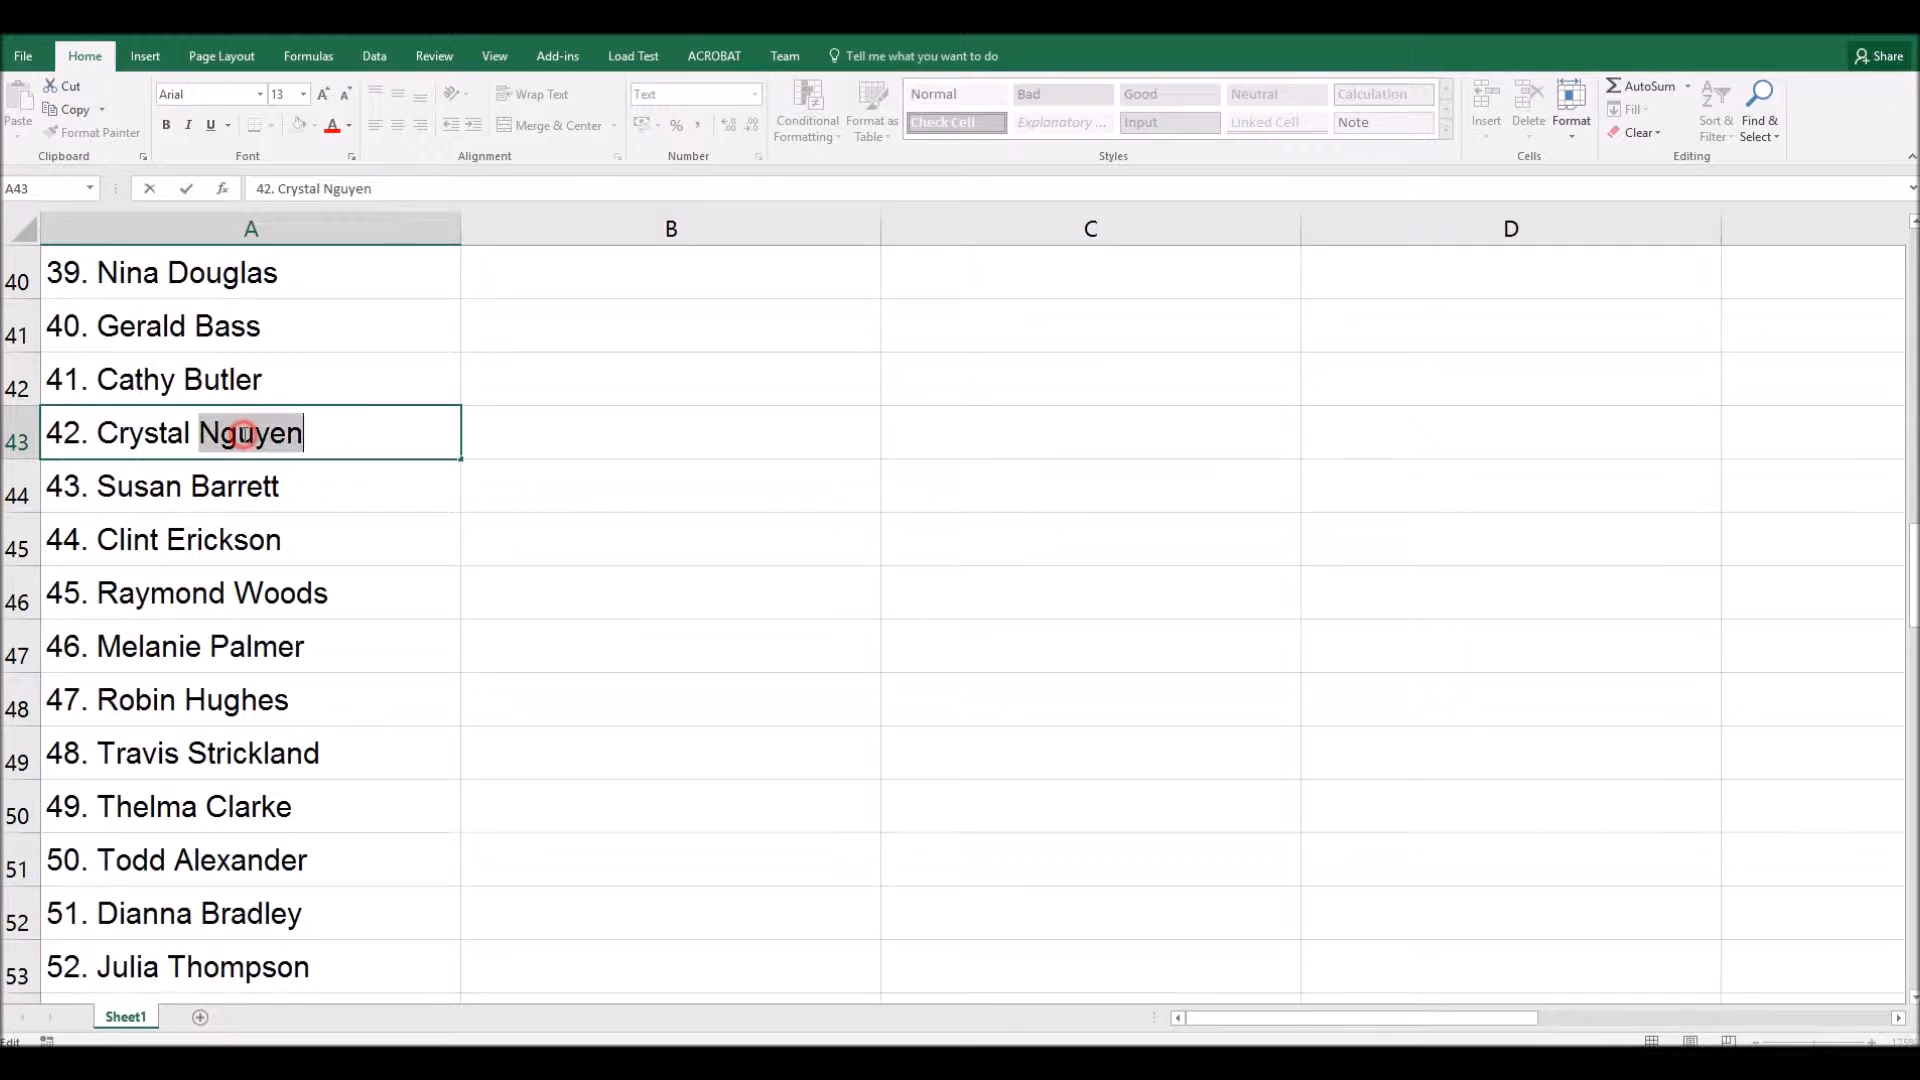 File Home Insert Page Layout Formulas Data Review View Add-ins Load Test ACROBAT Team Tell me what you want to do Share
Paste Cut Copy Format Painter Clipboard
Arial 13 A A B I U A Font
Wrap Text Merge & Center Alignment
Text % , .00 Number
Conditional Formatting Format as Table
Normal Bad Good Neutral Calculation
Check Cell Explanatory ... Input Linked Cell Note
Styles
Insert Delete Format Cells
AutoSum Fill Clear Sort & Filter Find & Select Editing
A43 fx 42. Crystal Nguyen
A B C D
40 39. Nina Douglas
41 40. Gerald Bass
42 41. Cathy Butler
43 42. Crystal Nguyen
44 43. Susan Barrett
45 44. Clint Erickson
46 45. Raymond Woods
47 46. Melanie Palmer
48 47. Robin Hughes
49 48. Travis Strickland
50 49. Thelma Clarke
51 50. Todd Alexander
52 51. Dianna Bradley
53 52. Julia Thompson
Sheet1
Edit